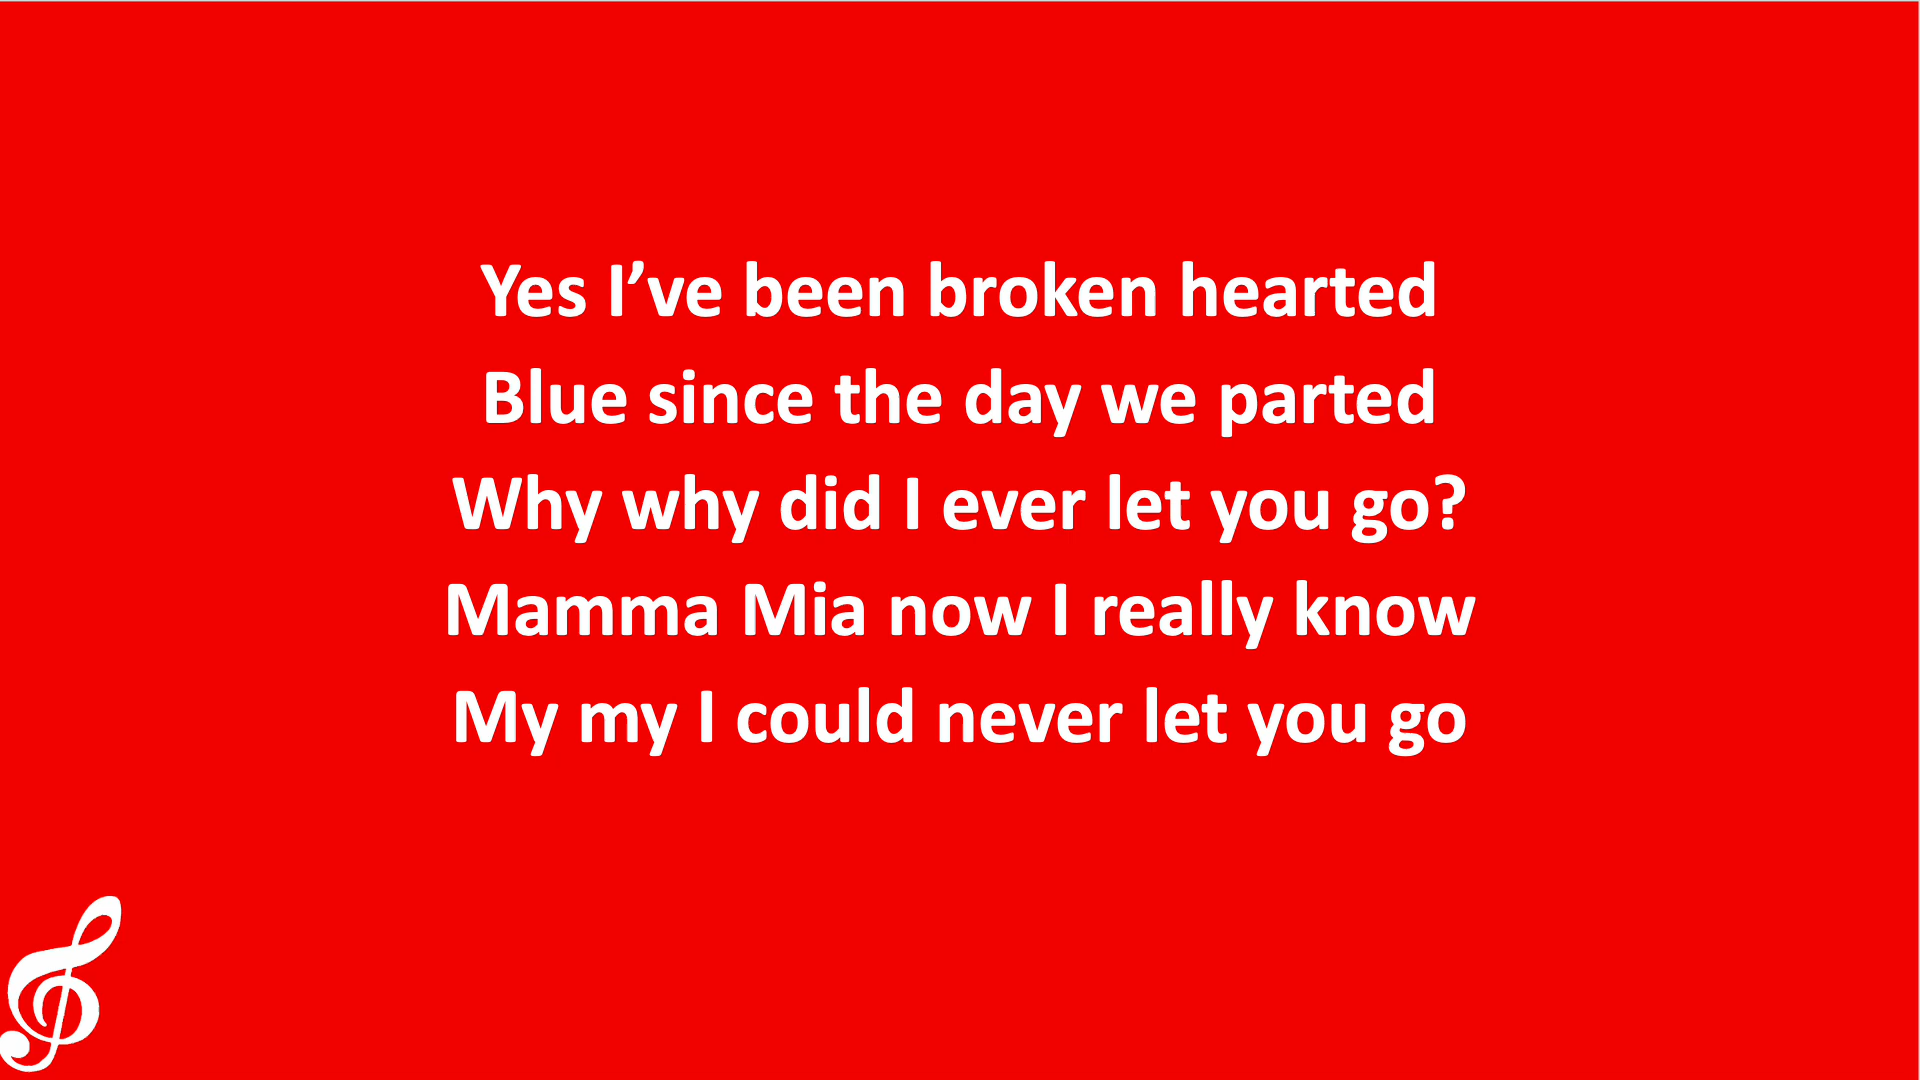 Yes I’ve been broken hearted
Blue since the day we parted
Why why did I ever let you go?
Mamma Mia now I really know
My my I could never let you go